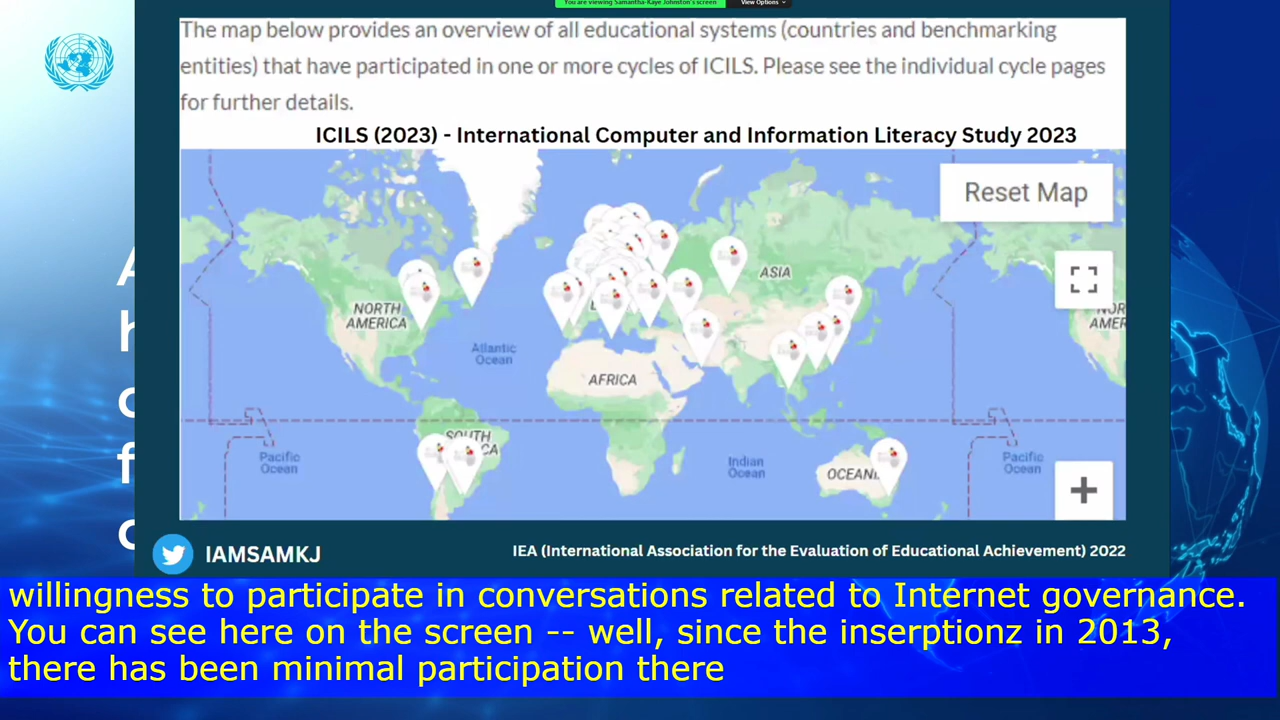 You are viewing Samantha-Kaye Johnston's screen
View Options
The map below provides an overview of all educational systems (countries and benchmarking
entities) that have participated in one or more cycles of ICILS. Please see the individual cycle pages
for further details.
ICILS (2023) - International Computer and Information Literacy Study 2023
Reset Map
ASIA
NORTH
AMERICA
Atlantic
Ocean
AFRICA
SOUTH
Pacific
Ocean
Indian
Ocean
Pacific
Ocean
+
IAMSAMKJ
IEA (International Association for the Evaluation of Educational Achievement) 2022
willingness to participate in conversations related to Internet governance.
You can see here on the screen -- well, since the inserptionz in 2013,
there has been minimal participation there